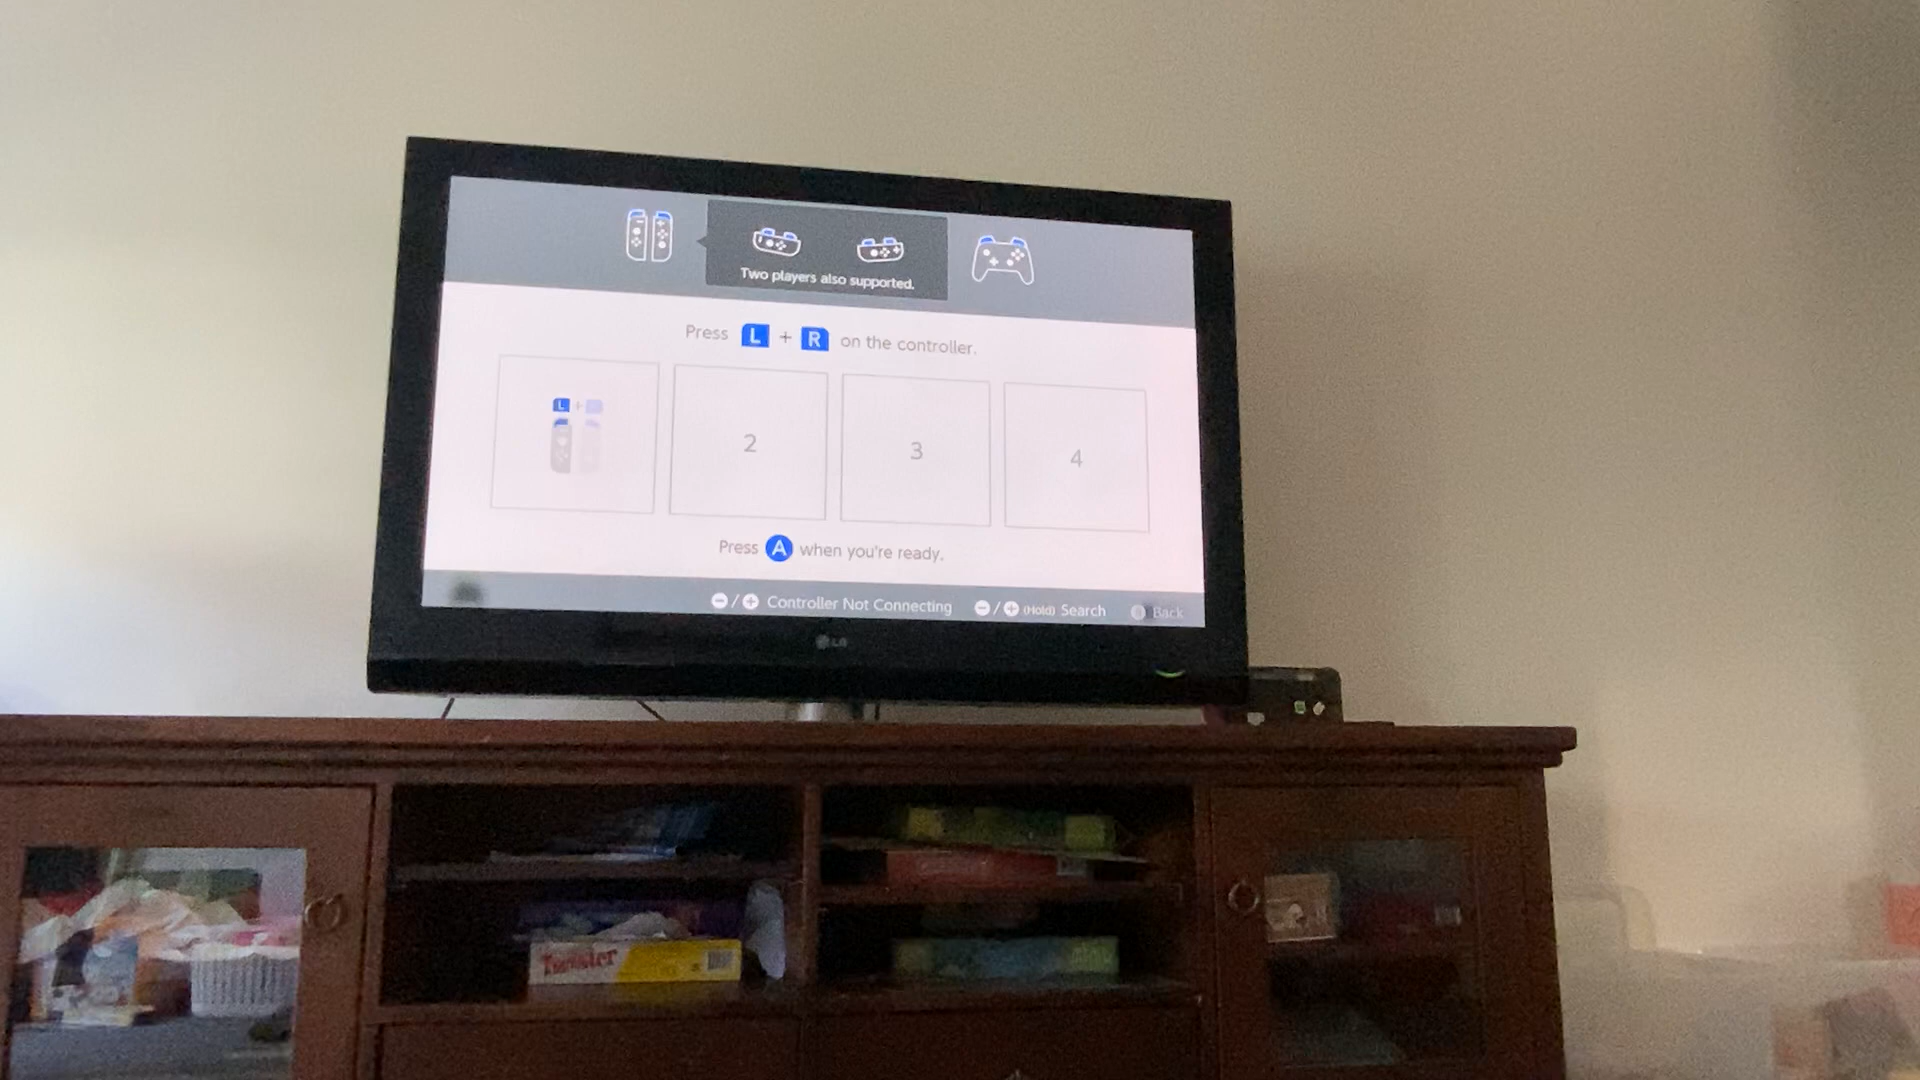 Two players also supported.
Press L + R on the controller.
L +
2
3
4
Press A when you're ready.
−/+ Controller Not Connecting −/+ (Hold) Search Back
LG
Twister